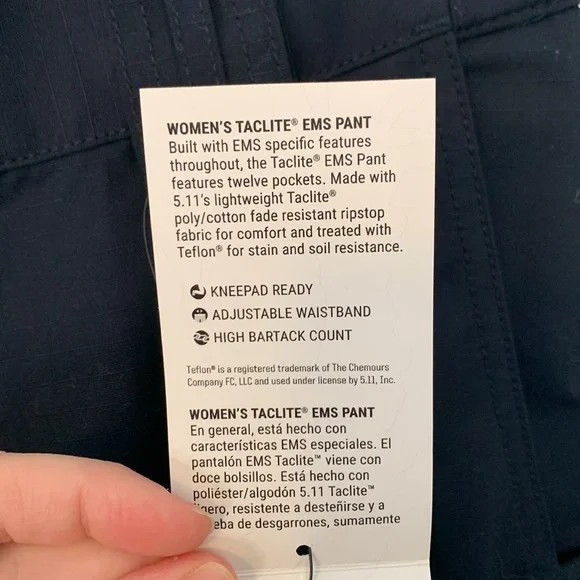 WOMEN'S TACLITE® EMS PANT
Built with EMS specific features
throughout, the Taclite® EMS Pant
features twelve pockets. Made with
5.11's lightweight Taclite®
poly/cotton fade resistant ripstop
fabric for comfort and treated with
Teflon® for stain and soil resistance.
KNEEPAD READY
ADJUSTABLE WAISTBAND
HIGH BARTACK COUNT
Teflon® is a registered trademark of The Chemours
Company FC, LLC and used under license by 5.11, Inc.
WOMEN'S TACLITE® EMS PANT
En general, está hecho con
características EMS especiales. El
pantalón EMS Taclite™ viene con
doce bolsillos. Está hecho con
poliéster/algodón 5.11 Taclite™
resistente a desteñirse y a
de desgarrones, sumamente